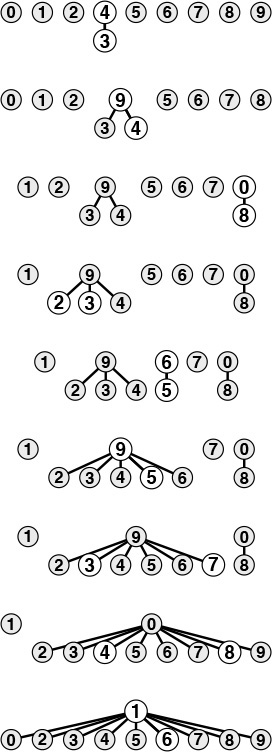 0 1 2 4 5 6 7 8 9
3
0 1 2 9 5 6 7 8
3 4
1 2 9 5 6 7 0
3 4 8
1 9 5 6 7 0
2 3 4 8
1 9 6 7 0
2 3 4 5 8
1 9 7 0
2 3 4 5 6 8
1 9 0
2 3 4 5 6 7 8
1 0
2 3 4 5 6 7 8 9
1
0 2 3 4 5 6 7 8 9